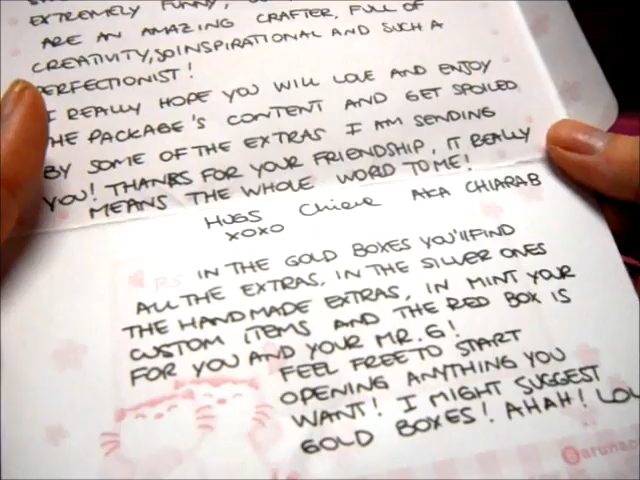 EXTREMELY FUNNY,
ARE AN AMAZING CRAFTER, FULL OF
CREATIVITY, SO INSPIRATIONAL AND SUCH A
PERFECTIONIST!
I REALLY HOPE YOU WILL LOVE AND ENJOY
THE PACKAGE'S CONTENT AND GET SPOILED
BY SOME OF THE EXTRAS I AM SENDING
YOU! THANKS FOR YOUR FRIENDSHIP, IT REALLY
MEANS THE WHOLE WORD TO ME!
HUGS Chiara AKA CHIARAB
XOXO
PS IN THE GOLD BOXES YOU'll FIND
ALL THE EXTRAS, IN THE SILVER ONES
THE HANDMADE EXTRAS, IN MINT YOUR
CUSTOM ITEMS AND THE RED BOX IS
FOR YOU AND YOUR MR. G!
FEEL FREE TO START
OPENING ANYTHING YOU
WANT! I MIGHT SUGGEST
GOLD BOXES! AHAH! LOL